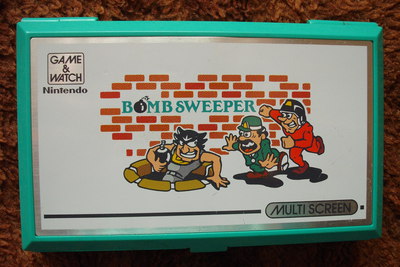 GAME
&
WATCH
Nintendo
BOMB SWEEPER
MULTI SCREEN